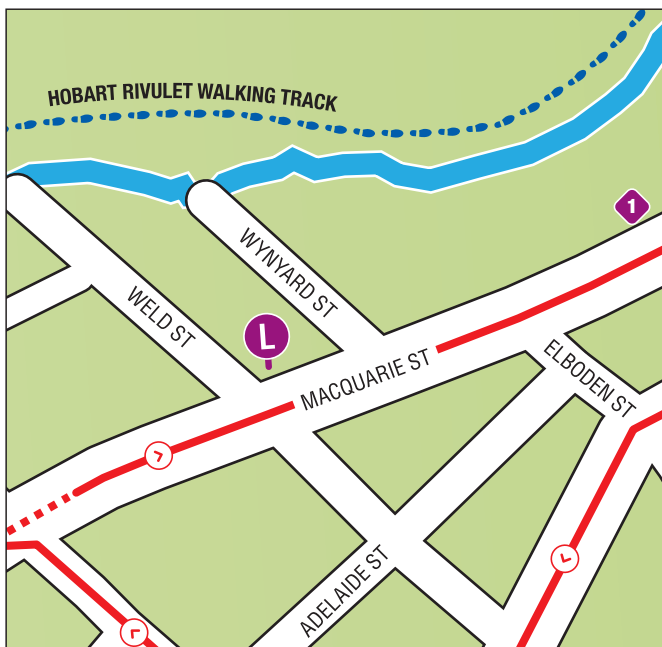 HOBART RIVULET WALKING TRACK
1
WYNYARD ST
WELD ST
L
MACQUARIE ST
ELBODEN ST
ADELAIDE ST